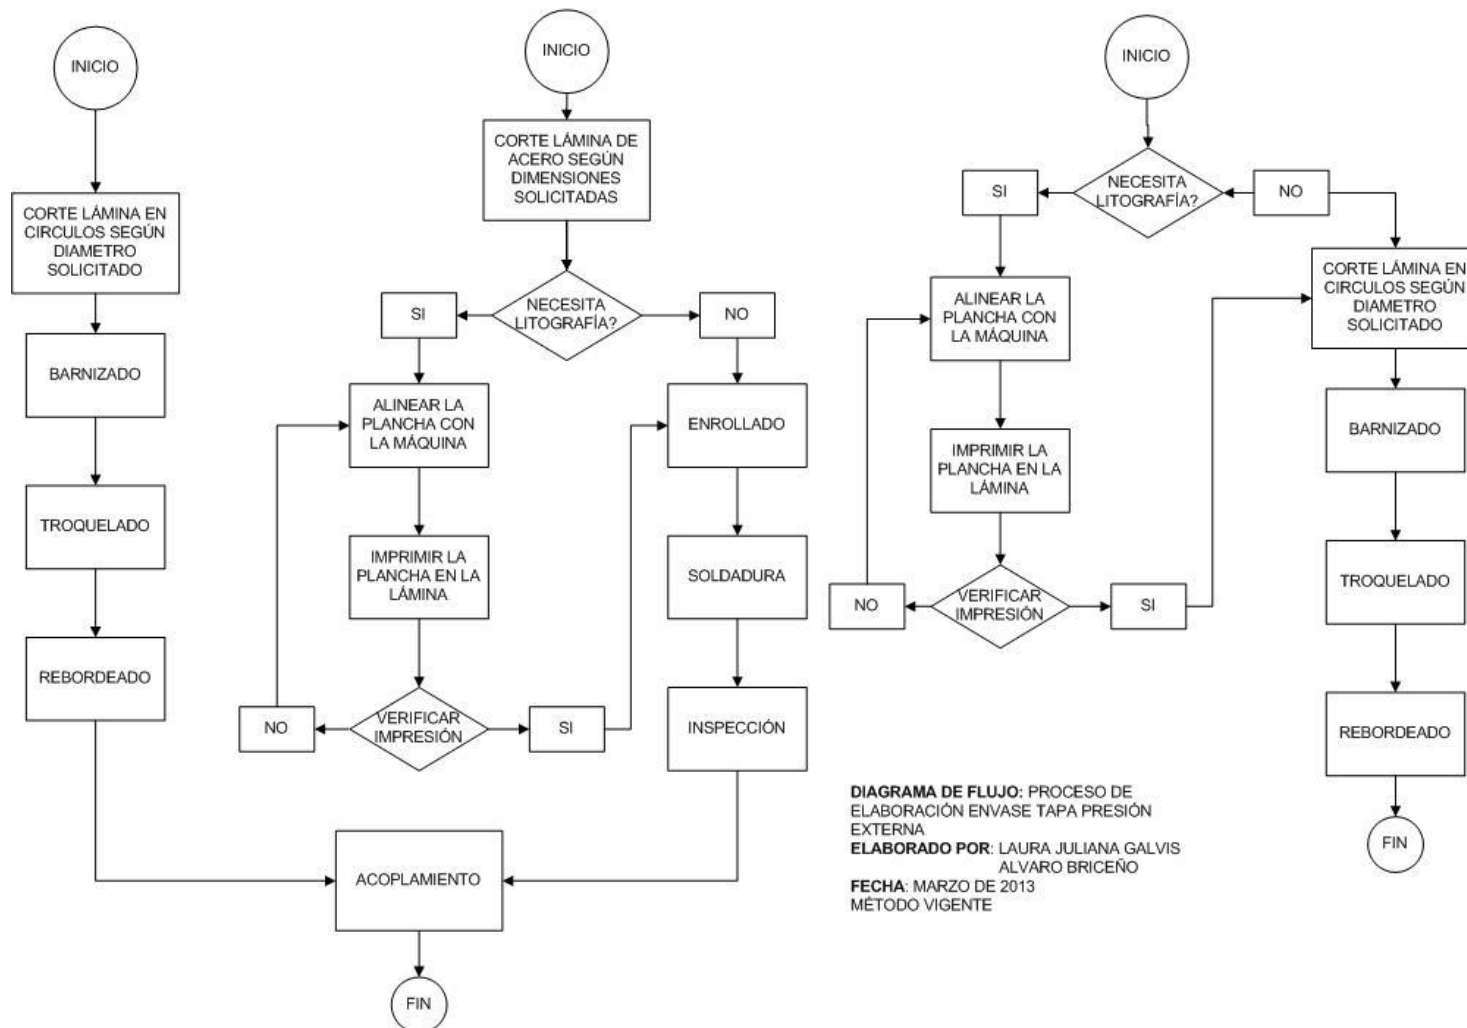 INICIO
CORTE LÁMINA EN
CIRCULOS SEGÚN
DIAMETRO
SOLICITADO
BARNIZADO
TROQUELADO
REBORDEADO
INICIO
CORTE LÁMINA DE
ACERO SEGÚN
DIMENSIONES
SOLICITADAS
NECESITA
LITOGRAFÍA?
SI
NO
ALINEAR LA
PLANCHA CON
LA MÁQUINA
IMPRIMIR LA
PLANCHA EN LA
LÁMINA
VERIFICAR
IMPRESIÓN
NO
SI
ENROLLADO
SOLDADURA
INSPECCIÓN
ACOPLAMIENTO
FIN
INICIO
NECESITA
LITOGRAFÍA?
SI
NO
ALINEAR LA
PLANCHA CON
LA MÁQUINA
IMPRIMIR LA
PLANCHA EN LA
LÁMINA
VERIFICAR
IMPRESIÓN
NO
SI
CORTE LÁMINA EN
CIRCULOS SEGÚN
DIAMETRO
SOLICITADO
BARNIZADO
TROQUELADO
REBORDEADO
FIN
DIAGRAMA DE FLUJO: PROCESO DE
ELABORACIÓN ENVASE TAPA PRESIÓN
EXTERNA
ELABORADO POR: LAURA JULIANA GALVIS
ALVARO BRICEÑO
FECHA: MARZO DE 2013
MÉTODO VIGENTE